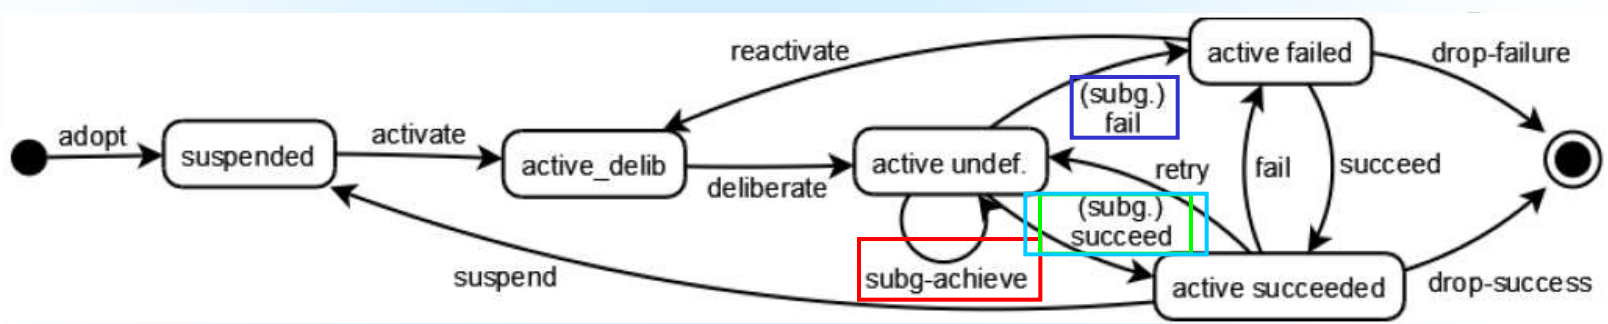 reactivate
active failed
drop-failure
(subg.)
fail
adopt
suspended
activate
active_delib
deliberate
active undef.
retry
fail
succeed
(subg.)
succeed
subg-achieve
suspend
active succeeded
drop-success